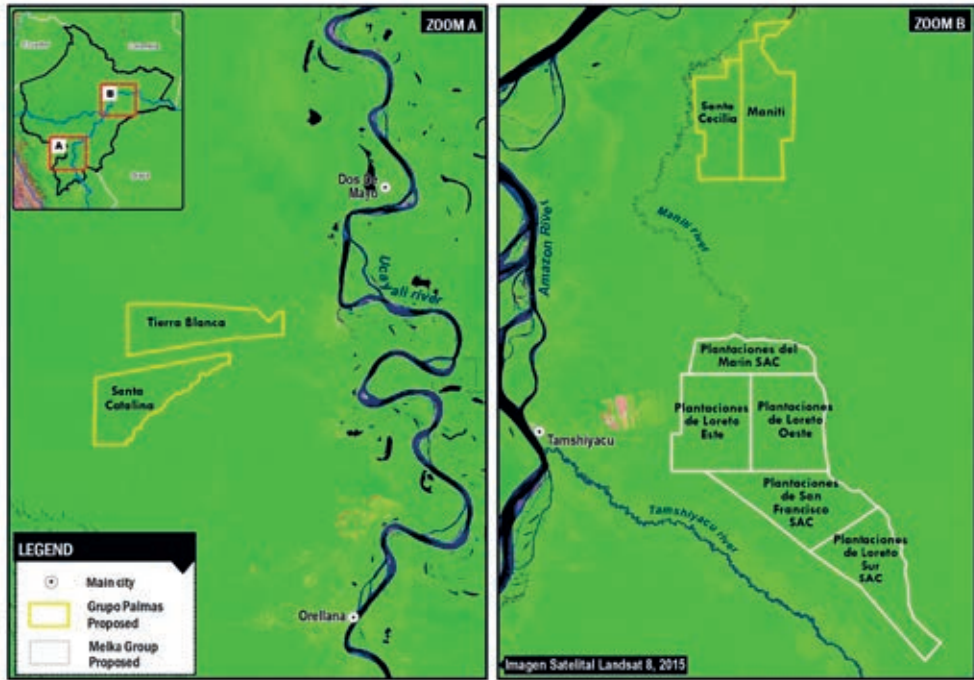 ZOOM A
B
A
Dos De
Mayo
Ucayali river
Tierra Blanca
Santa
Catalina
Orellana
LEGEND
Main city
Grupo Palmas
Proposed
Melka Group
Proposed
ZOOM B
Santa
Cecilia
Maniti
Maniti river
Amazon River
Plantaciones del
Marin SAC
Plantaciones
de Loreto
Este
Plantaciones
de Loreto
Oeste
Tamshiyacu
Plantaciones
de San
Francisco
SAC
Tamshiyacu river
Plantaciones
de Loreto
Sur
SAC
Imagen Satelital Landsat 8, 2015